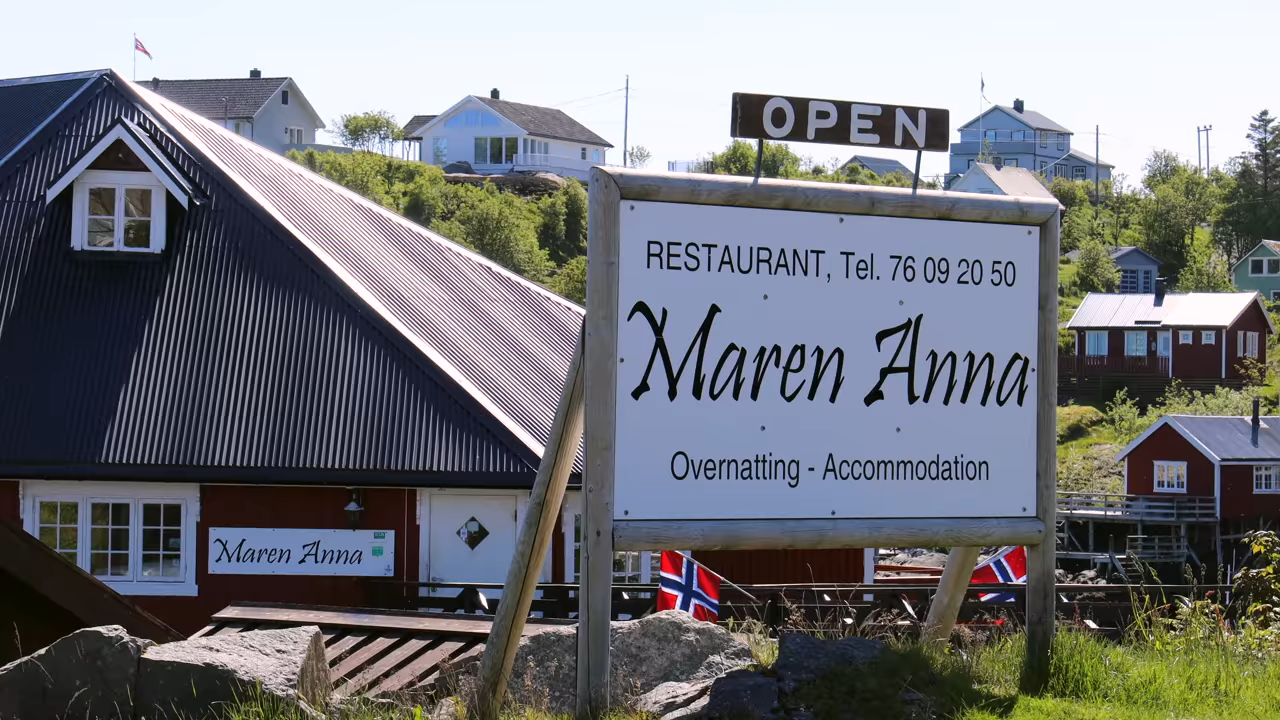 OPEN
RESTAURANT, Tel. 76 09 20 50
Maren Anna
Overnatting - Accommodation
Maren Anna